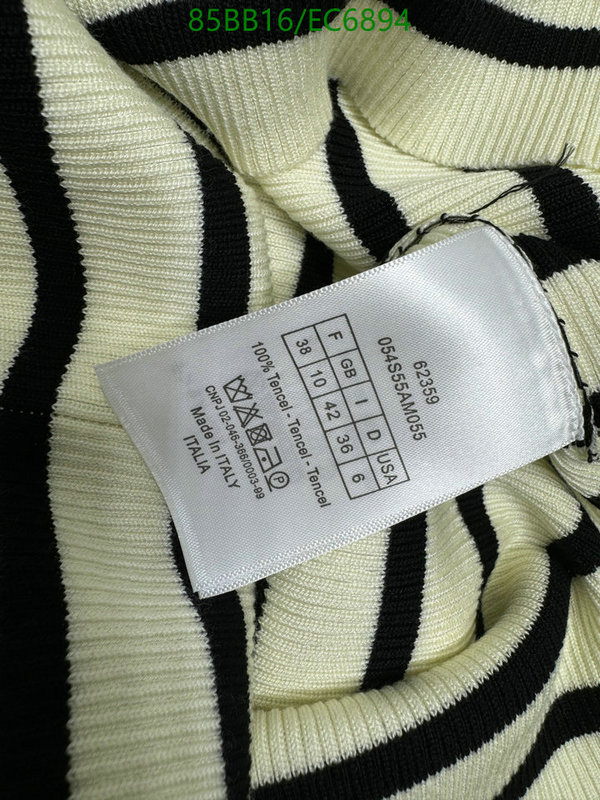 85BB16/EC6894
62359
054S55AM055
F GB I D USA
38 10 42 36 6
100% Tencel - Tencel - Tencel
P
CNPJ 02-046-366/0003-99
Made In ITALY
ITALIA